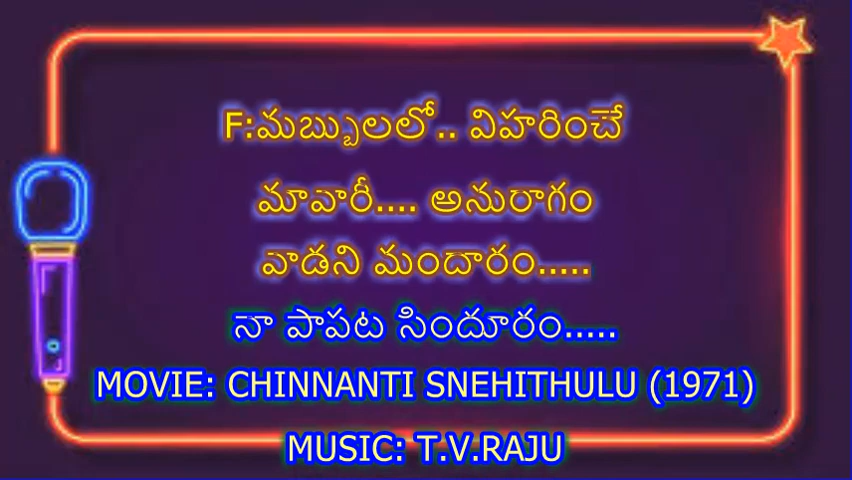 F:మబ్బులలో.. విహరించే
మావారీ.... అనురాగం
వాడని మందారం.....
నా పాపట సిందూరం.....
MOVIE: CHINNANTI SNEHITHULU (1971)
MUSIC: T.V.RAJU